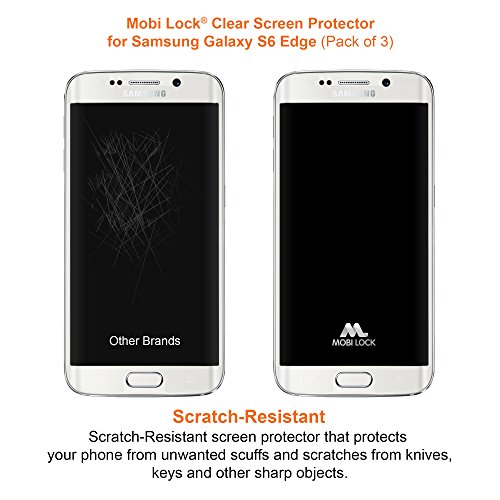 Mobi Lock® Clear Screen Protector
for Samsung Galaxy S6 Edge (Pack of 3)
SAMSUNG
SAMSUNG
Other Brands
MOBI LOCK
Scratch-Resistant
Scratch-Resistant screen protector that protects
your phone from unwanted scuffs and scratches from knives,
keys and other sharp objects.